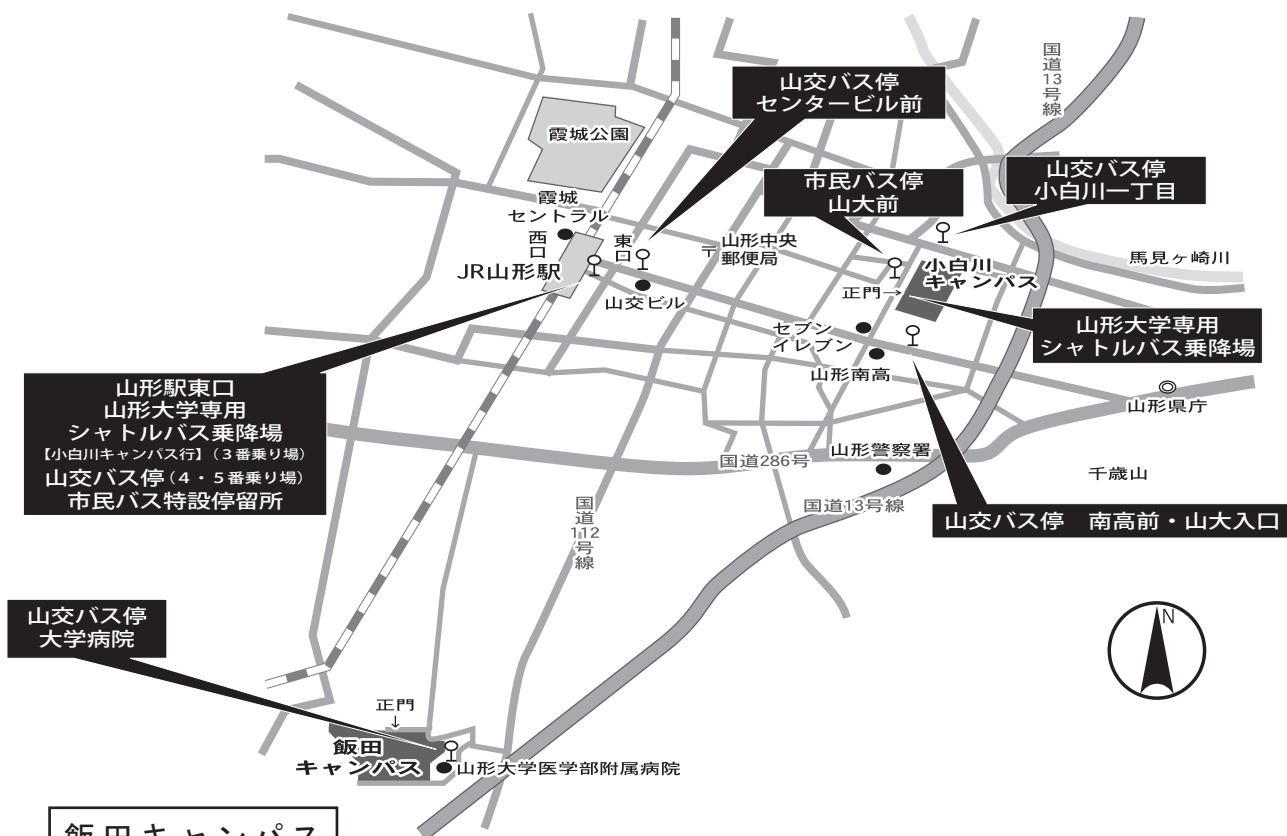 国道13号線
山交バス停
センタービル前
霞城公園
市民バス停
山大前
山交バス停
小白川一丁目
霞城
セントラル
西口
東口
〒山形中央
郵便局
JR山形駅
山交ビル
小白川
キャンパス
正門→
馬見ヶ崎川
セブン
イレブン
山形大学専用
シャトルバス乗降場
山形南高
山形県庁
山形駅東口
山形大学専用
シャトルバス乗降場
【小白川キャンパス行】(3番乗り場)
山交バス停(4・5番乗り場)
市民バス特設停留所
国道286号
山形警察署
千歳山
国道112号線
国道13号線
山交バス停 南高前・山大入口
山交バス停
大学病院
N
正門
↓
飯田
キャンパス
山形大学医学部附属病院
飯田キャンパス